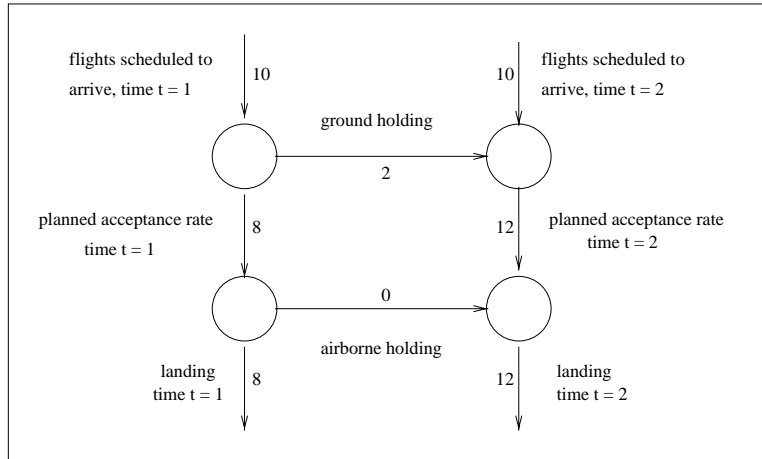 flights scheduled to
arrive, time t = 1
10
10
flights scheduled to
arrive, time t = 2
ground holding
2
planned acceptance rate
time t = 1
8
12
planned acceptance rate
time t = 2
0
airborne holding
landing
time t = 1
8
12
landing
time t = 2